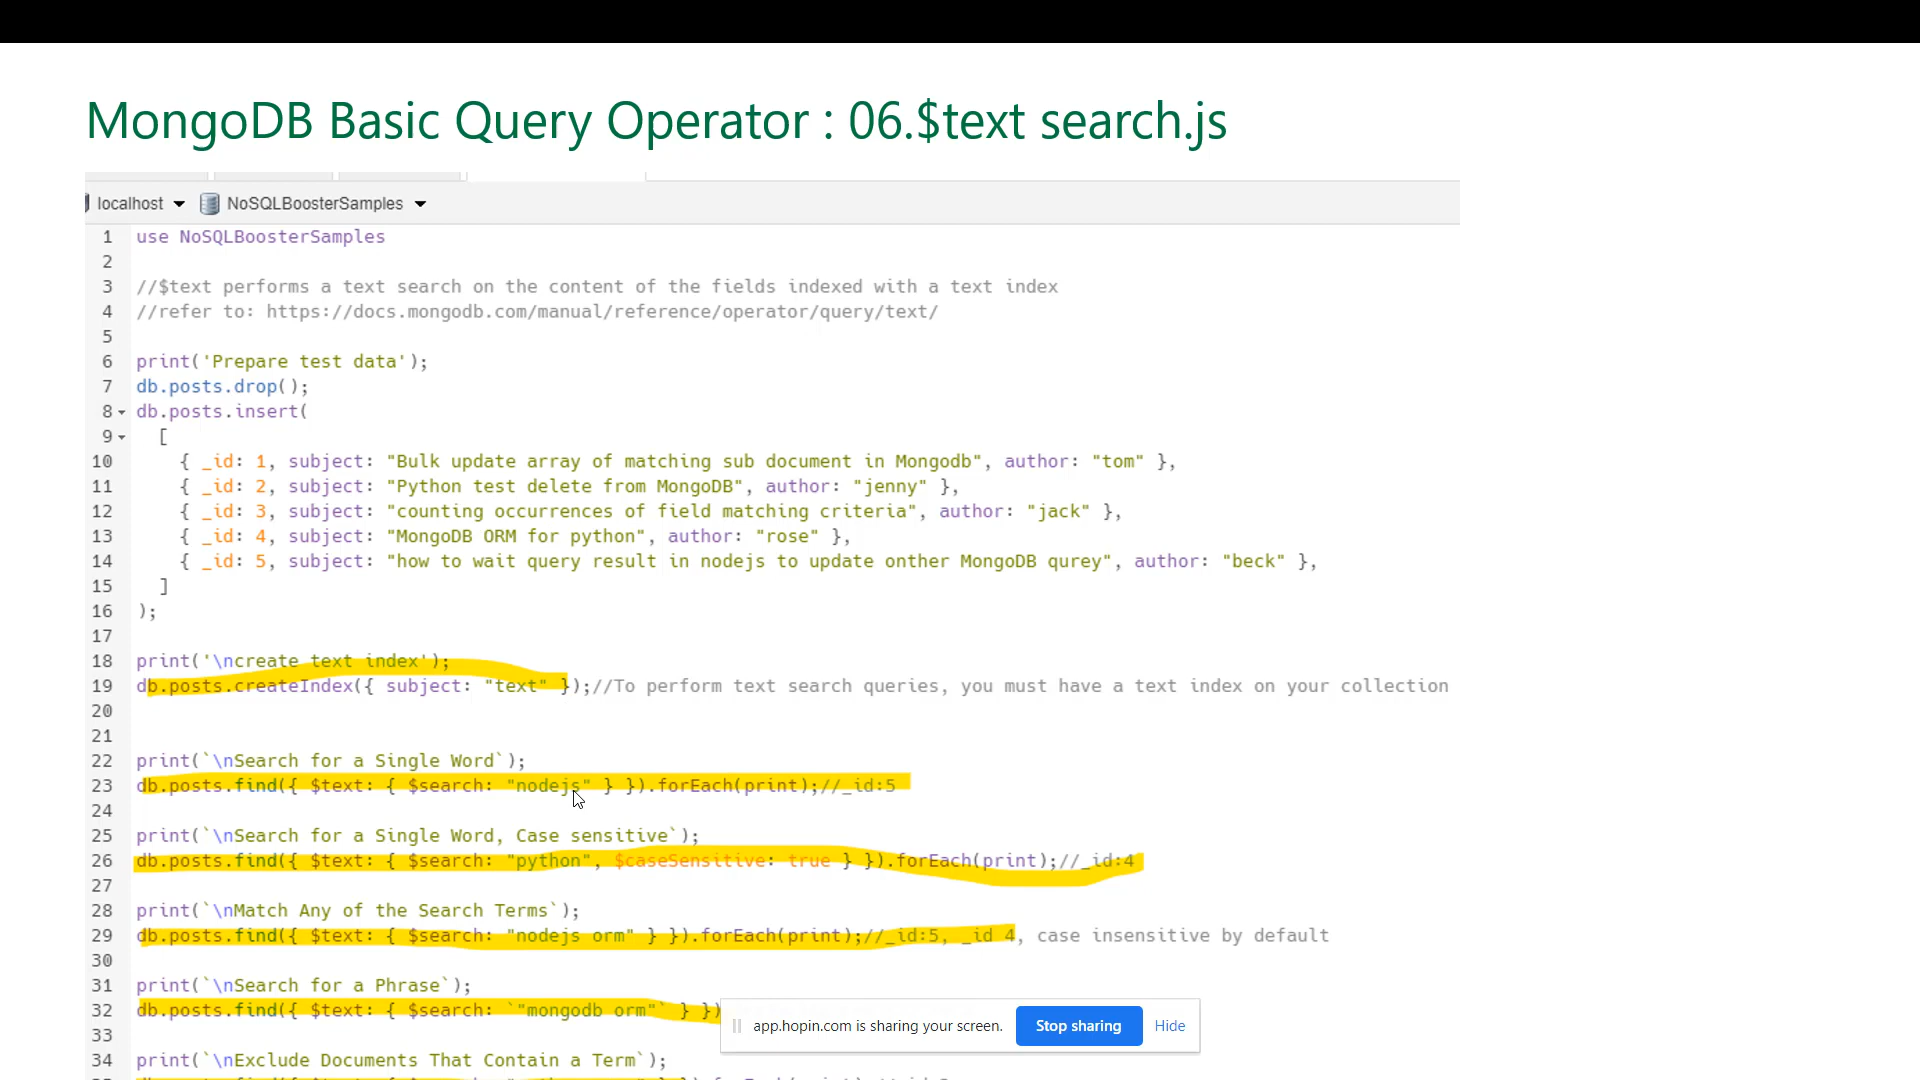 MongoDB Basic Query Operator : 06.$text search.js
localhost NoSQLBoosterSamples
1 use NoSQLBoosterSamples
2
3 //$text performs a text search on the content of the fields indexed with a text index
4 //refer to: https://docs.mongodb.com/manual/reference/operator/query/text/
5
6 print('Prepare test data');
7 db.posts.drop();
8 db.posts.insert(
9 [
10 { _id: 1, subject: "Bulk update array of matching sub document in Mongodb", author: "tom" },
11 { _id: 2, subject: "Python test delete from MongoDB", author: "jenny" },
12 { _id: 3, subject: "counting occurrences of field matching criteria", author: "jack" },
13 { _id: 4, subject: "MongoDB ORM for python", author: "rose" },
14 { _id: 5, subject: "how to wait query result in nodejs to update onther MongoDB qurey", author: "beck" },
15 ]
16 );
17
18 print('\ncreate text index');
19 db.posts.createIndex({ subject: "text" });//To perform text search queries, you must have a text index on your collection
20
21
22 print(`\nSearch for a Single Word`);
23 db.posts.find({ $text: { $search: "nodejs" } }).forEach(print);//_id:5
24
25 print(`\nSearch for a Single Word, Case sensitive`);
26 db.posts.find({ $text: { $search: "python", $caseSensitive: true } }).forEach(print);//_id:4
27
28 print(`\nMatch Any of the Search Terms`);
29 db.posts.find({ $text: { $search: "nodejs orm" } }).forEach(print);//_id:5, _id 4, case insensitive by default
30
31 print(`\nSearch for a Phrase`);
32 db.posts.find({ $text: { $search: `"mongodb orm"` } })
33
34 print(`\nExclude Documents That Contain a Term`);
app.hopin.com is sharing your screen. Stop sharing Hide